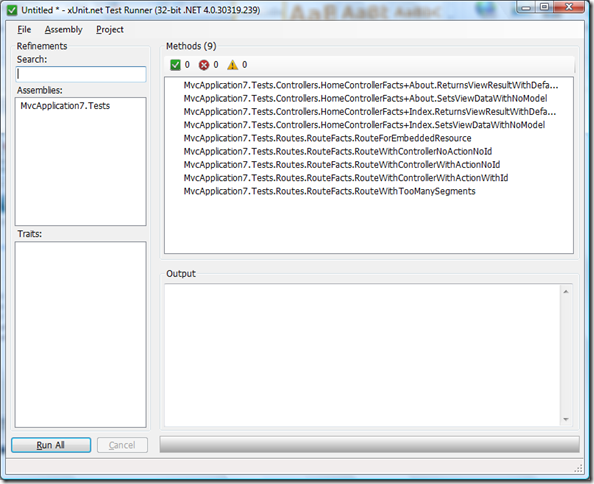 Untitled * - xUnit.net Test Runner (32-bit .NET 4.0.30319.239)
File Assembly Project
Refinements
Search:
Assemblies:
MvcApplication7.Tests
Traits:
Methods (9)
0 0 0
MvcApplication7.Tests.Controllers.HomeControllerFacts+About.ReturnsViewResultWithDefa...
MvcApplication7.Tests.Controllers.HomeControllerFacts+About.SetsViewDataWithNoModel
MvcApplication7.Tests.Controllers.HomeControllerFacts+Index.ReturnsViewResultWithDefa...
MvcApplication7.Tests.Controllers.HomeControllerFacts+Index.SetsViewDataWithNoModel
MvcApplication7.Tests.Routes.RouteFacts.RouteForEmbeddedResource
MvcApplication7.Tests.Routes.RouteFacts.RouteWithControllerNoActionNoId
MvcApplication7.Tests.Routes.RouteFacts.RouteWithControllerWithActionNoId
MvcApplication7.Tests.Routes.RouteFacts.RouteWithControllerWithActionWithId
MvcApplication7.Tests.Routes.RouteFacts.RouteWithTooManySegments
Output
Run All Cancel